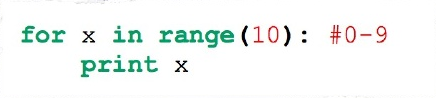 for x in range(10): #0-9
    print x